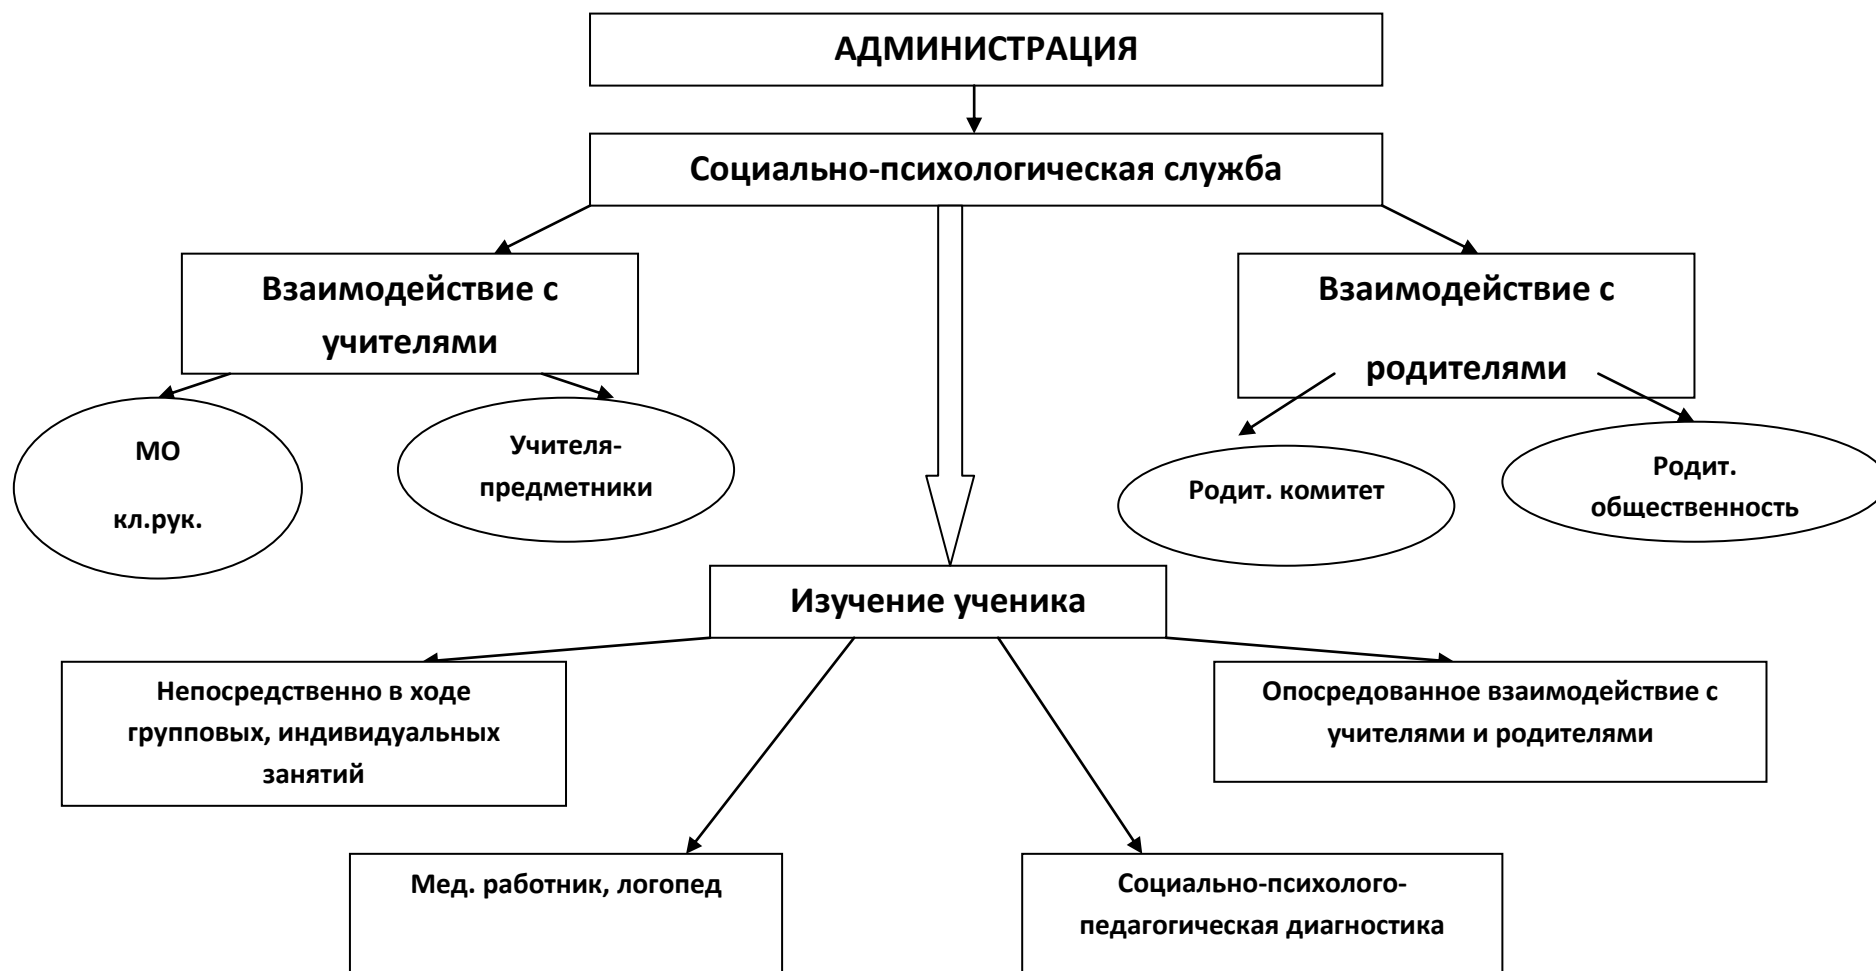 АДМИНИСТРАЦИЯ
Социально-психологическая служба
Взаимодействие с
учителями
Взаимодействие с
родителями
МО
кл.рук.
Учителя-
предметники
Родит. комитет
Родит.
общественность
Изучение ученика
Непосредственно в ходе
групповых, индивидуальных
занятий
Опосредованное взаимодействие с
учителями и родителями
Мед. работник, логопед
Социально-психолого-
педагогическая диагностика